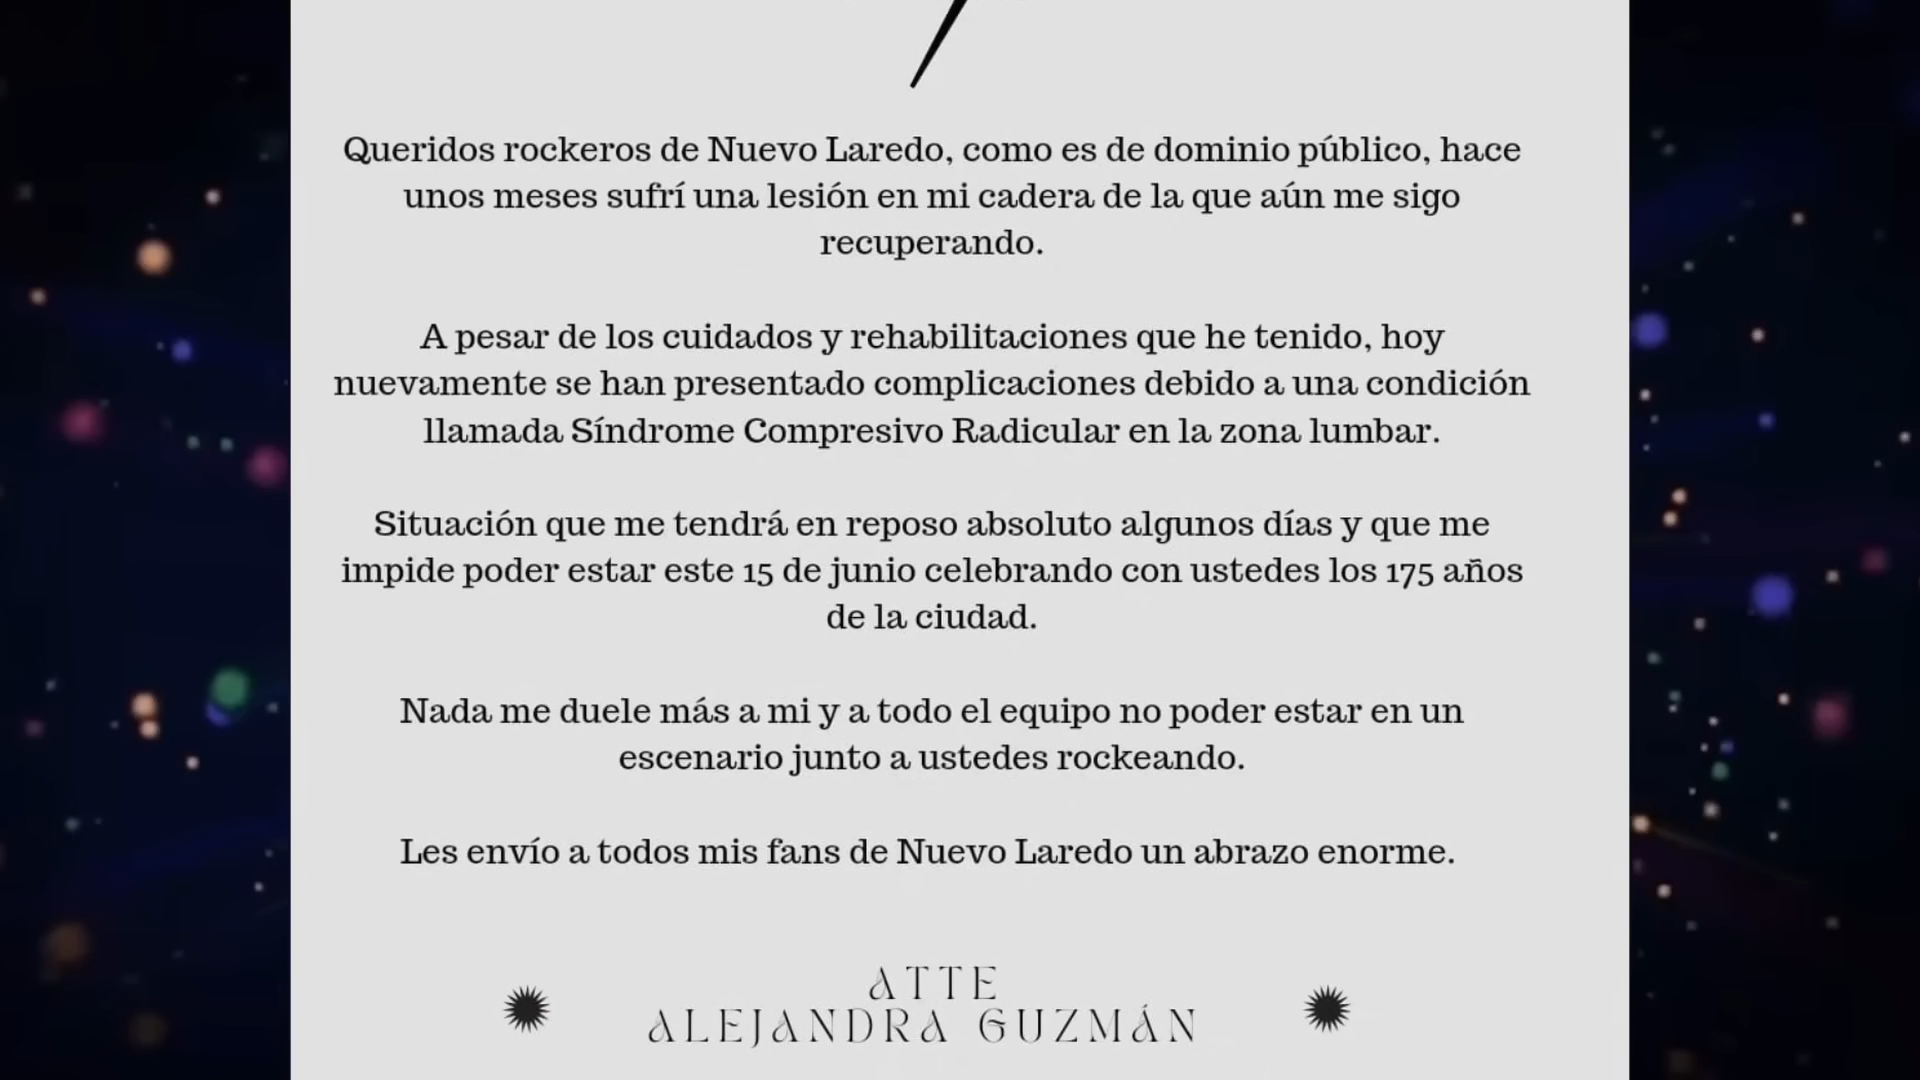 Queridos rockeros de Nuevo Laredo, como es de dominio público, hace
unos meses sufrí una lesión en mi cadera de la que aún me sigo
recuperando.
A pesar de los cuidados y rehabilitaciones que he tenido, hoy
nuevamente se han presentado complicaciones debido a una condición
llamada Síndrome Compresivo Radicular en la zona lumbar.
Situación que me tendrá en reposo absoluto algunos días y que me
impide poder estar este 15 de junio celebrando con ustedes los 175 años
de la ciudad.
Nada me duele más a mi y a todo el equipo no poder estar en un
escenario junto a ustedes rockeando.
Les envío a todos mis fans de Nuevo Laredo un abrazo enorme.
ATTE
ALEJANDRA GUZMÁN